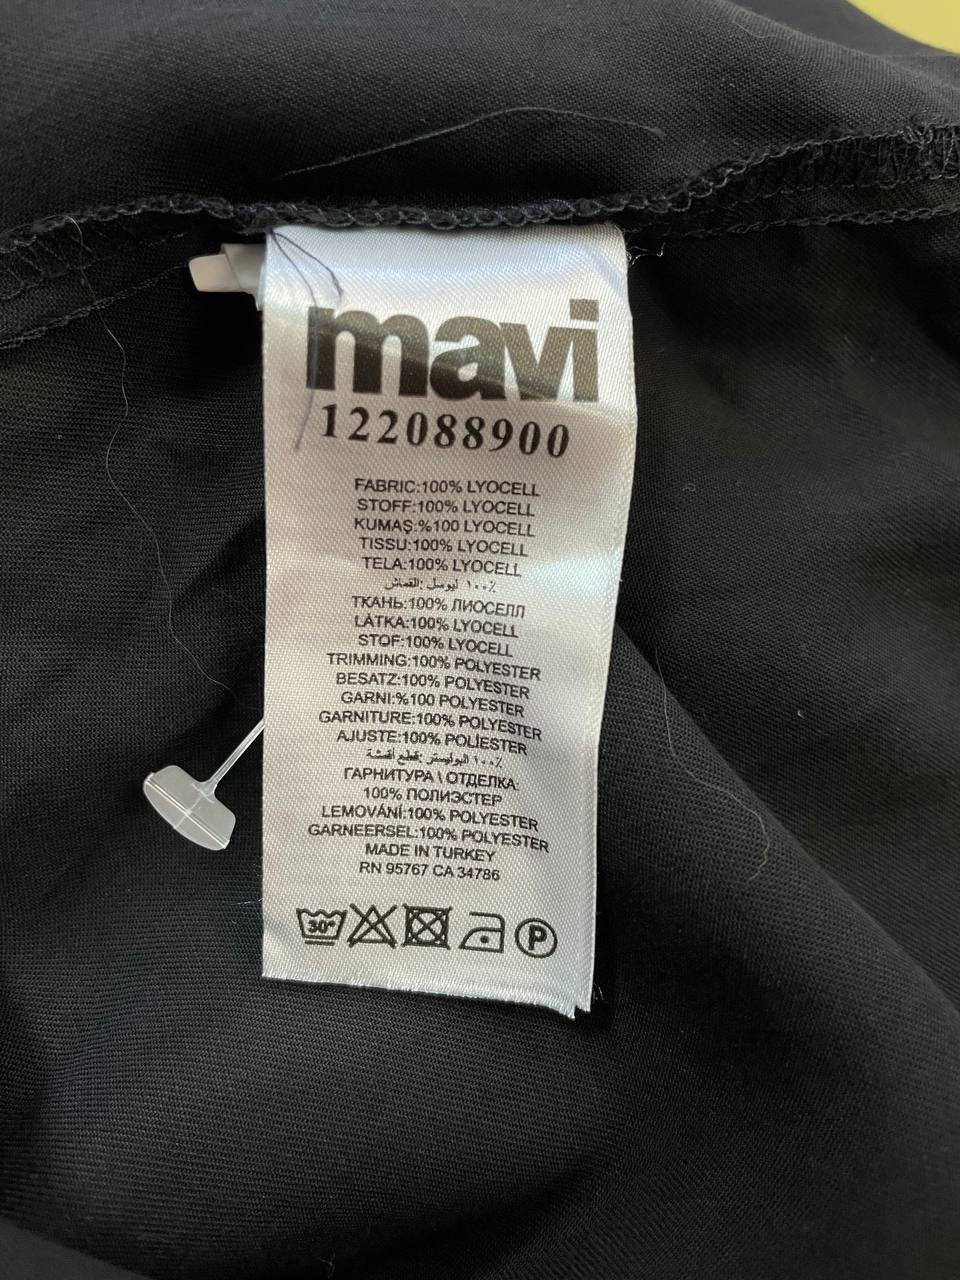 mavi
122088900
FABRIC:100% LYOCELL
STOFF:100% LYOCELL
KUMAŞ:%100 LYOCELL
TISSU:100% LYOCELL
TELA:100% LYOCELL
١٠٠٪ ليوسل :القماش
ТКАНЬ:100% ЛИОСЕЛЛ
LÁTKA:100% LYOCELL
STOF:100% LYOCELL
TRIMMING:100% POLYESTER
BESATZ:100% POLYESTER
GARNI:%100 POLYESTER
GARNITURE:100% POLYESTER
AJUSTE:100% POLİESTER
١٠٠٪ البوليستر :قطع أقمشة
ГАРНИТУРА \ ОТДЕЛКА:
100% ПОЛИЭСТЕР
LEMOVÁNÍ:100% POLYESTER
GARNEERSEL:100% POLYESTER
MADE IN TURKEY
RN 95767 CA 34786
30° P